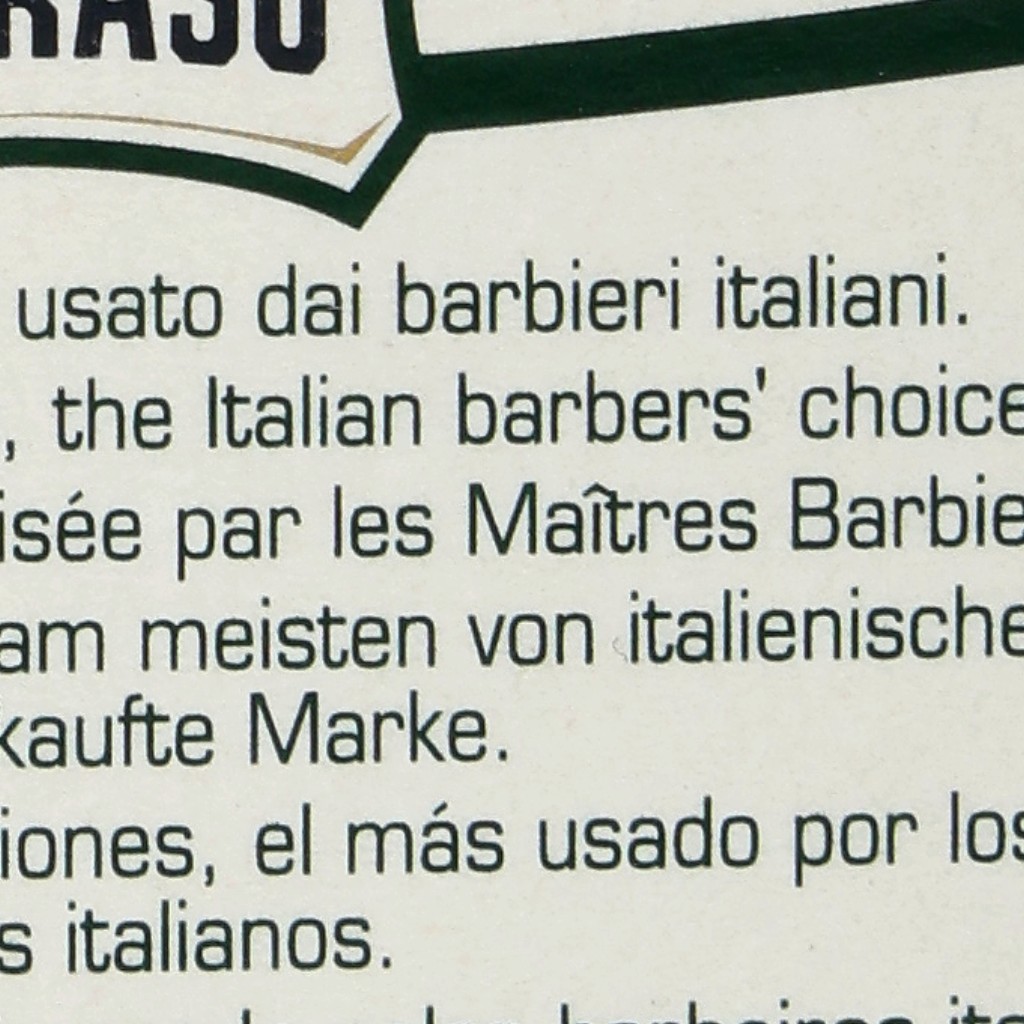 RASO
usato dai barbieri italiani.
, the Italian barbers' choice
isée par les Maîtres Barbie
am meisten von italienische
kaufte Marke.
iones, el más usado por los
s italianos.